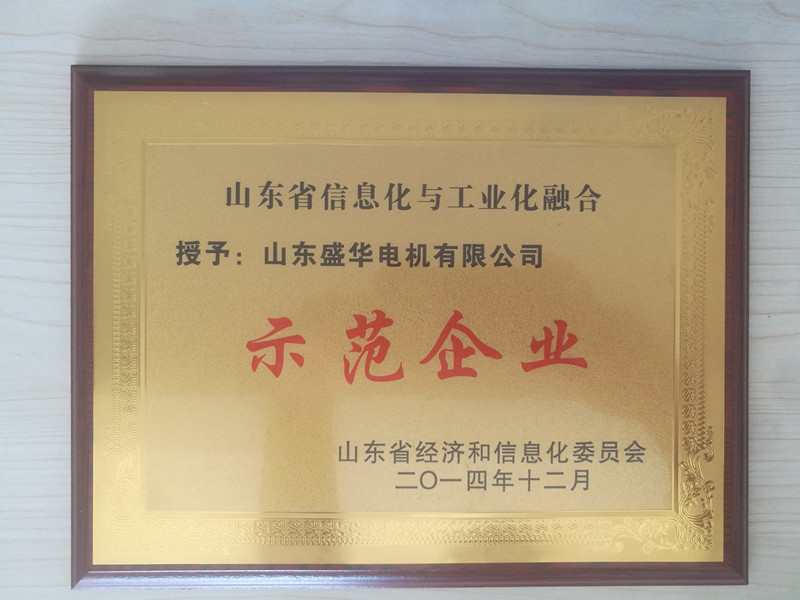 山东省信息化与工业化融合
授予：山东盛华电机有限公司
示范企业
山东省经济和信息化委员会
二〇一四年十二月